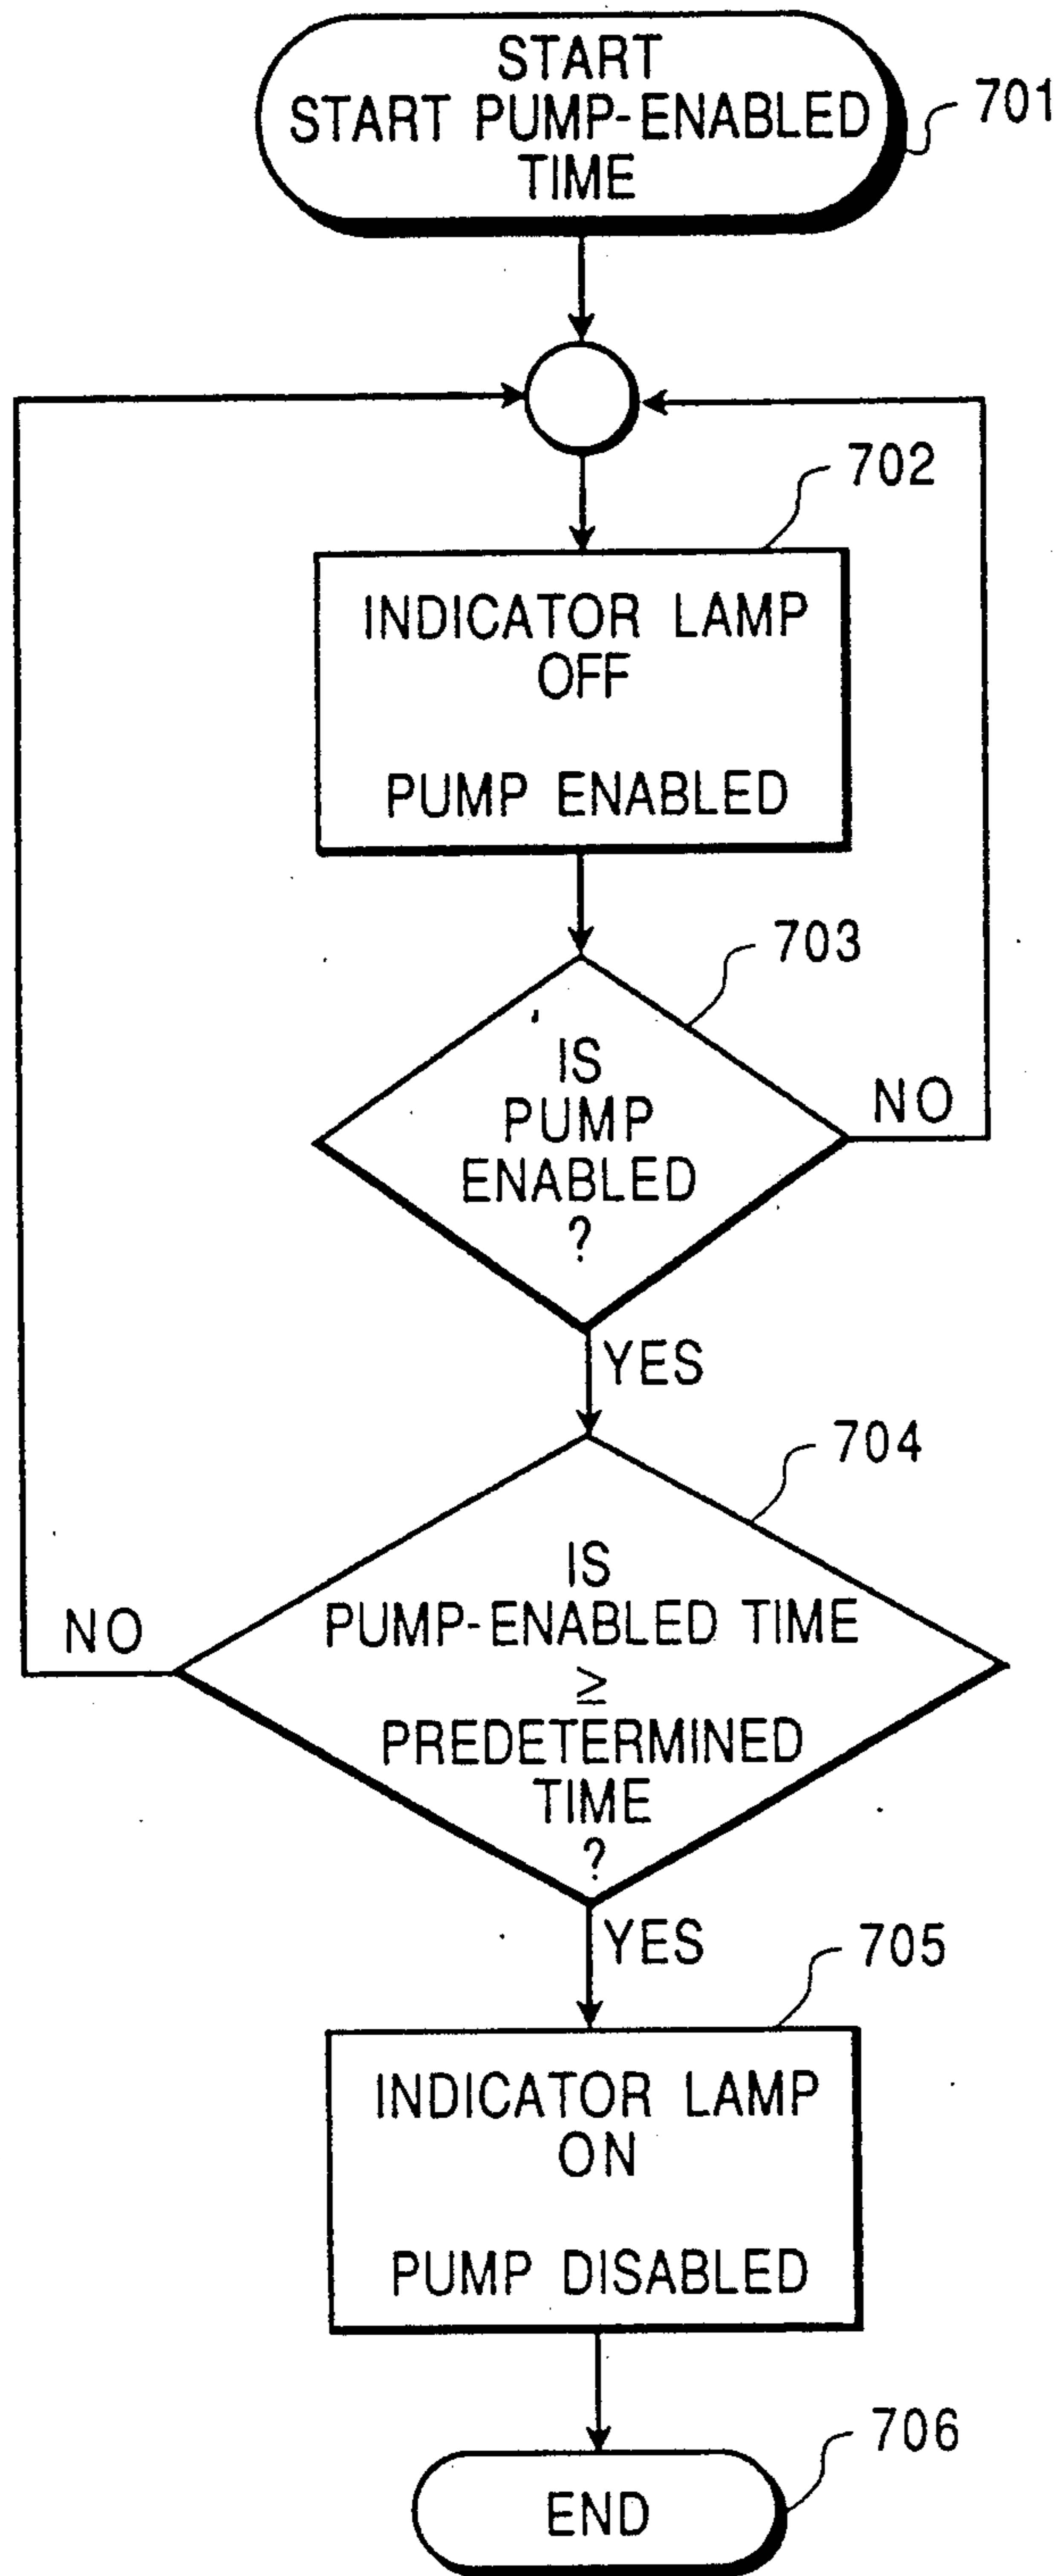 START
START PUMP-ENABLED
TIME
701
702
INDICATOR LAMP
OFF
PUMP ENABLED
703
IS
PUMP
ENABLED
?
NO
YES
704
IS
PUMP-ENABLED TIME
≥
PREDETERMINED
TIME
?
NO
YES
705
INDICATOR LAMP
ON
PUMP DISABLED
706
END